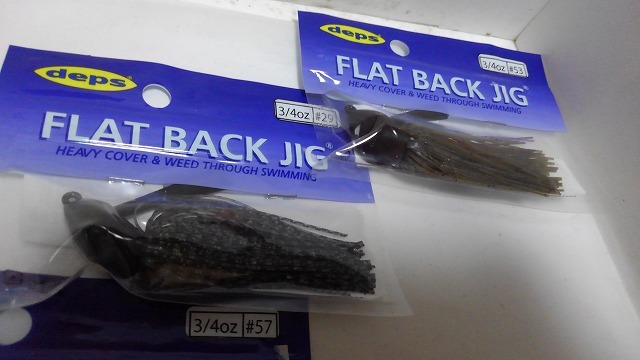 deps
3/4oz #53
FLAT BACK JIG®
HEAVY COVER & WEED THROUGH SWIMMING
deps
3/4oz #29
FLAT BACK JIG®
HEAVY COVER & WEED THROUGH SWIMMING
3/4oz #57